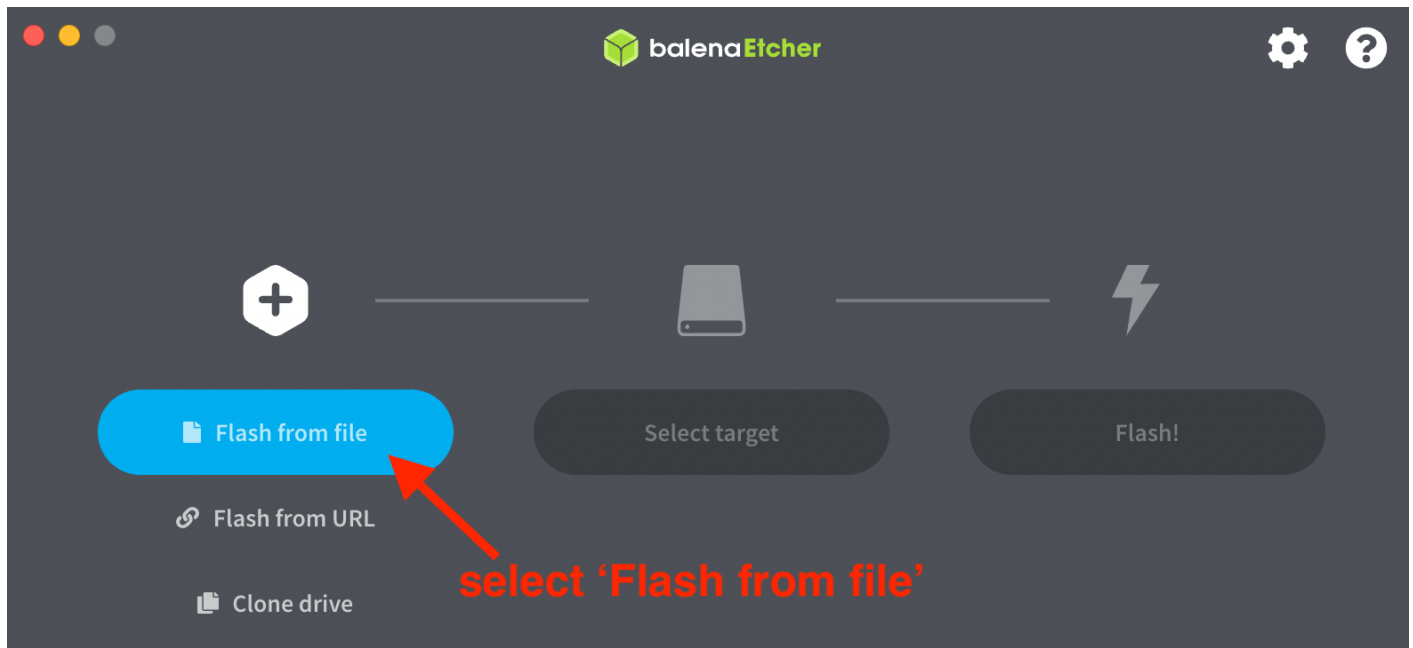 balenaEtcher
Flash from file
Select target
Flash!
Flash from URL
select ‘Flash from file’
Clone drive